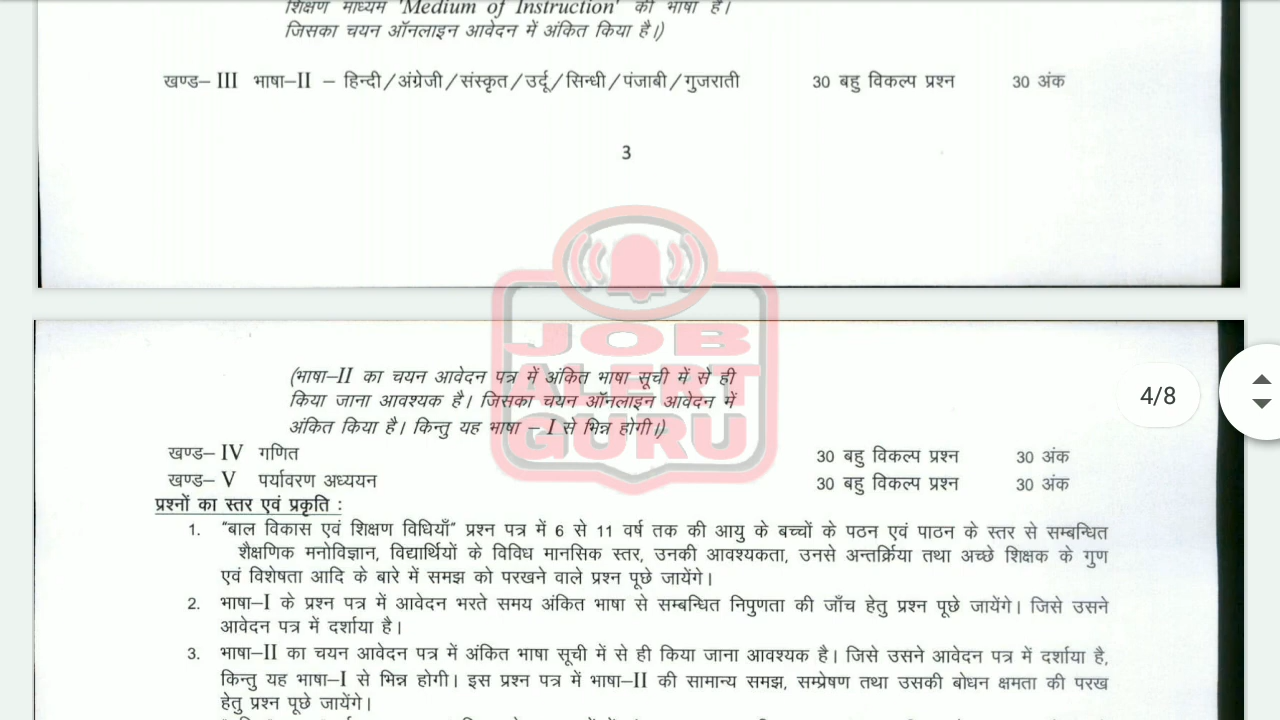 शिक्षण माध्यम 'Medium of Instruction' की भाषा है।
जिसका चयन ऑनलाइन आवेदन में अंकित किया है।)
खण्ड– III भाषा–II – हिन्दी/अंग्रेजी/संस्कृत/उर्दू/सिन्धी/पंजाबी/गुजराती 30 बहु विकल्प प्रश्न 30 अंक
3
JOB
ALERT
GURU
4/8
(भाषा–II का चयन आवेदन पत्र में अंकित भाषा सूची में से ही
किया जाना आवश्यक है। जिसका चयन ऑनलाइन आवेदन में
अंकित किया है। किन्तु यह भाषा – I से भिन्न होगी।)
खण्ड– IV गणित 30 बहु विकल्प प्रश्न 30 अंक
खण्ड– V पर्यावरण अध्ययन 30 बहु विकल्प प्रश्न 30 अंक
प्रश्नों का स्तर एवं प्रकृति :
1. "बाल विकास एवं शिक्षण विधियाँ" प्रश्न पत्र में 6 से 11 वर्ष तक की आयु के बच्चों के पठन एवं पाठन के स्तर से सम्बन्धित
शैक्षणिक मनोविज्ञान, विद्यार्थियों के विविध मानसिक स्तर, उनकी आवश्यकता, उनसे अन्तर्क्रिया तथा अच्छे शिक्षक के गुण
एवं विशेषता आदि के बारे में समझ को परखने वाले प्रश्न पूछे जायेंगे।
2. भाषा–I के प्रश्न पत्र में आवेदन भरते समय अंकित भाषा से सम्बन्धित निपुणता की जाँच हेतु प्रश्न पूछे जायेंगे। जिसे उसने
आवेदन पत्र में दर्शाया है।
3. भाषा–II का चयन आवेदन पत्र में अंकित भाषा सूची में से ही किया जाना आवश्यक है। जिसे उसने आवेदन पत्र में दर्शाया है,
किन्तु यह भाषा–I से भिन्न होगी। इस प्रश्न पत्र में भाषा–II की सामान्य समझ, सम्प्रेषण तथा उसकी बोधन क्षमता की परख
हेतु प्रश्न पूछे जायेंगे।